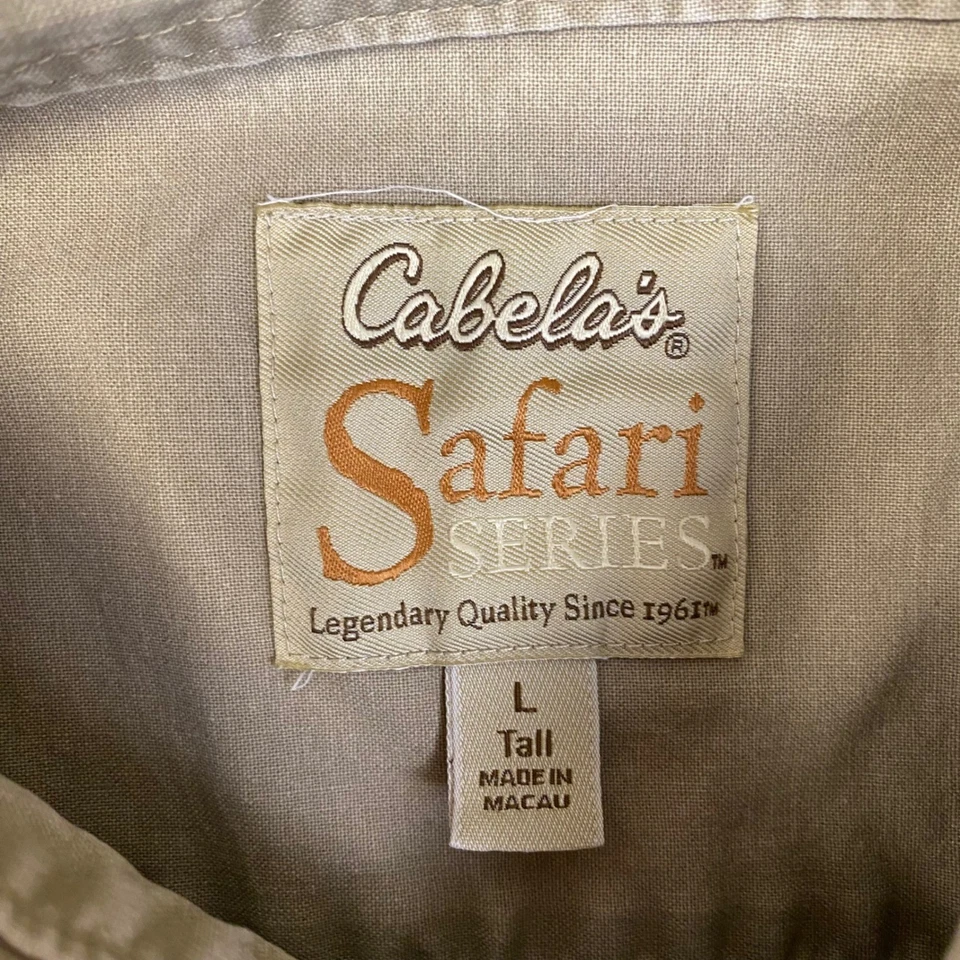 Cabela's®
Safari
SERIES™
Legendary Quality Since 1961™
L
Tall
MADE IN
MACAU